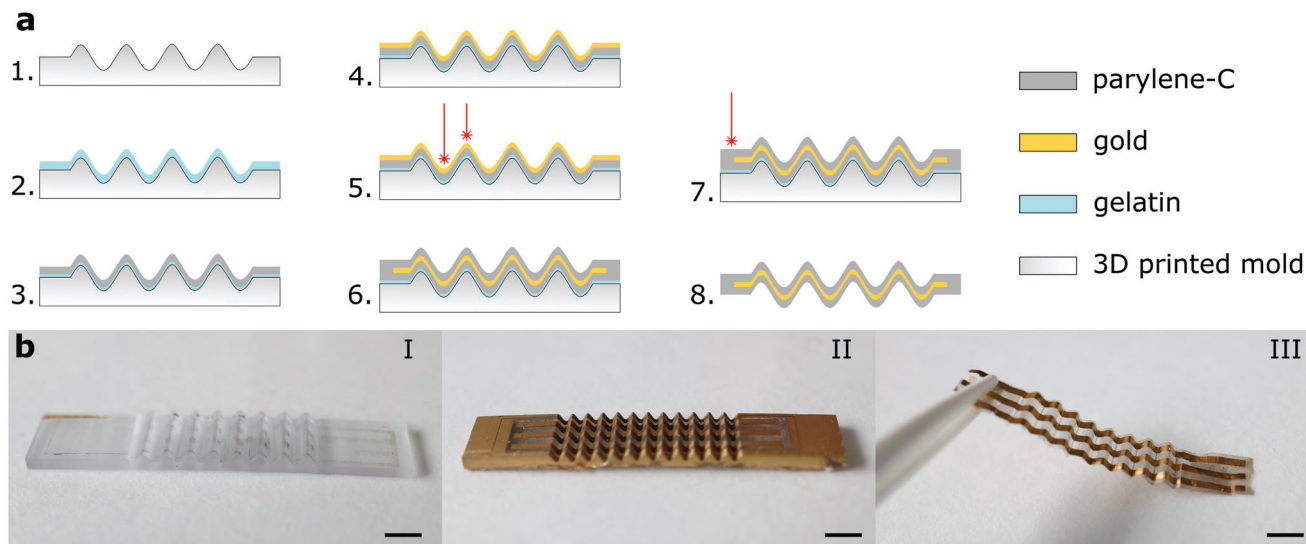 a
1.
2.
3.
4.
5.
6.
7.
8.
parylene-C
gold
gelatin
3D printed mold
b
I
II
III